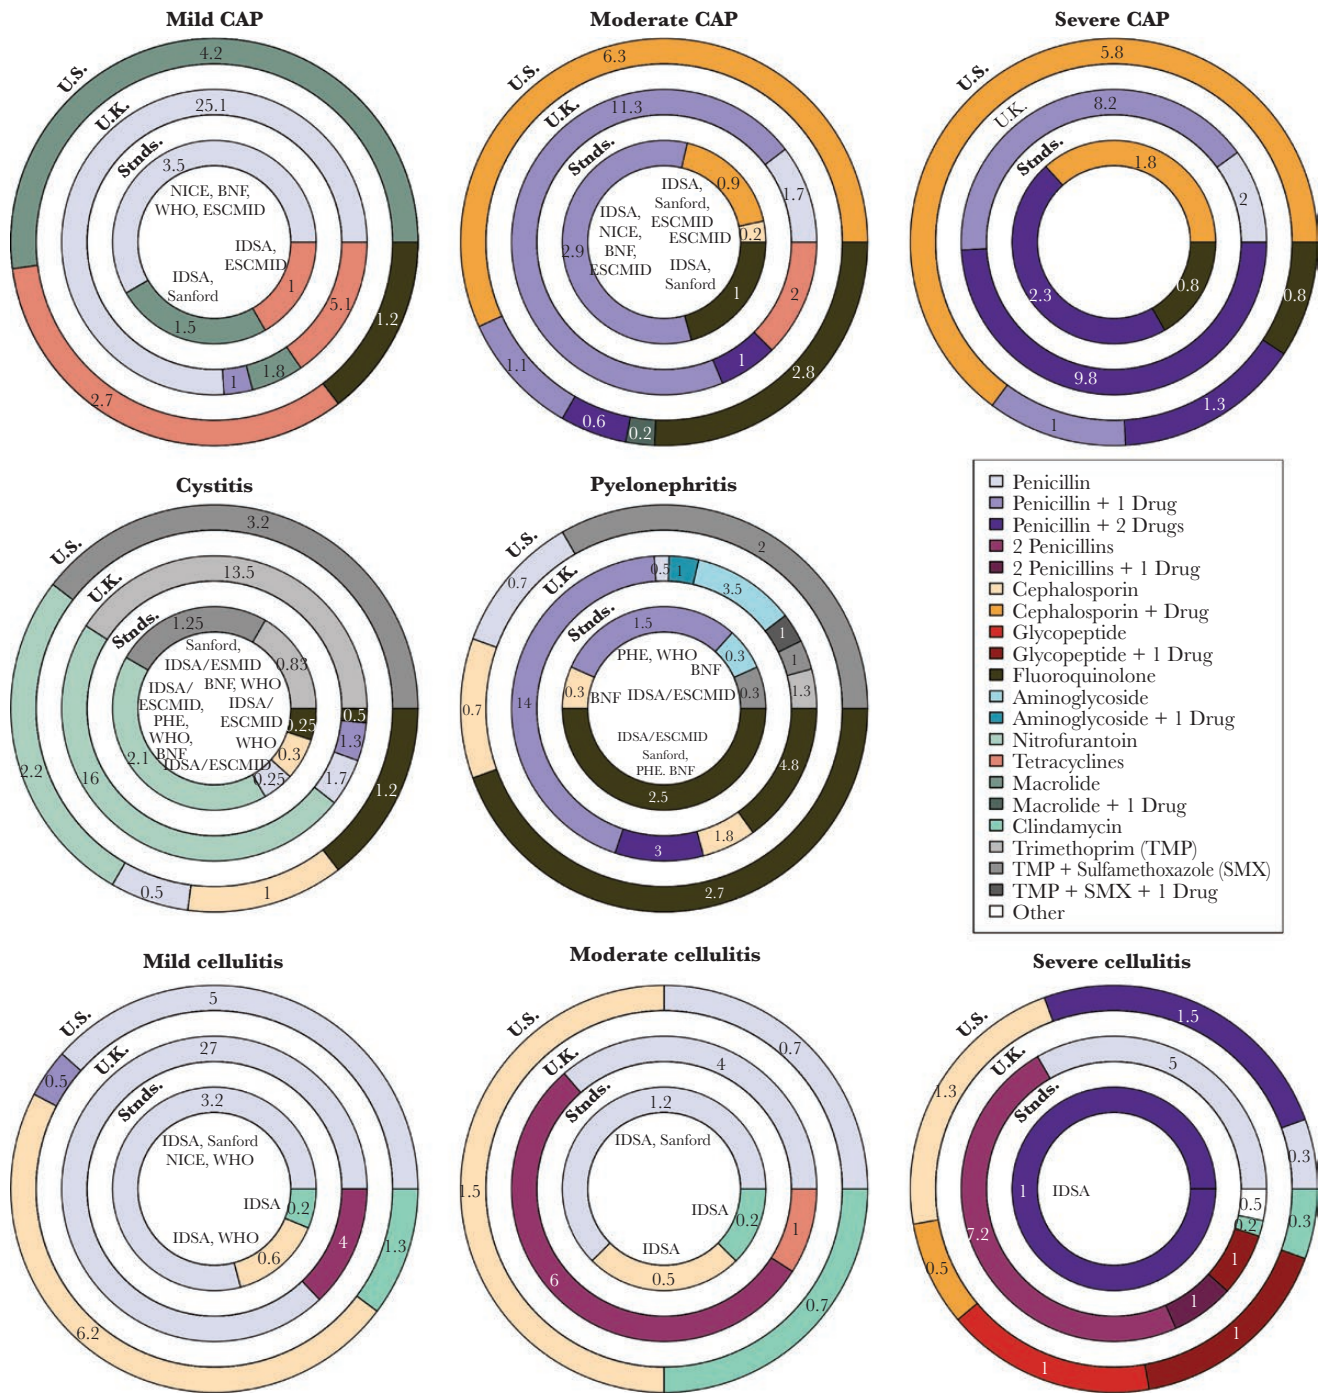 Mild CAP
U.S.
4.2
U.K.
25.1
Stnds.
3.5
NICE, BNF,
WHO, ESCMID
IDSA,
ESCMID
IDSA,
Sanford
1
1.5
5.1
1.8
1
1.2
2.7
Moderate CAP
U.S.
6.3
U.K.
11.3
Stnds.
0.9
1.7
IDSA,
Sanford,
ESCMID
ESCMID
0.2
IDSA,
NICE,
BNF,
ESCMID
2.9
IDSA,
Sanford
1
2
1
1.1
0.6
0.2
2.8
Severe CAP
U.S.
5.8
U.K.
8.2
Stnds.
1.8
2
2.3
0.8
0.8
9.8
1.3
1
Cystitis
U.S.
3.2
U.K.
13.5
Stnds.
1.25
Sanford,
IDSA/ESMID
0.83
BNF, WHO
IDSA/
ESCMID,
PHE,
WHO,
BNF
IDSA/
ESCMID
WHO
IDSA/ESCMID
0.25
0.5
0.3
1.3
0.25
1.7
2.1
16
2.2
1.2
0.5
1
Pyelonephritis
U.S.
2
0.7
U.K.
0.5
1
3.5
Stnds.
1.5
1
PHE, WHO
BNF
0.3
1
0.3
BNF
IDSA/ESCMID
0.3
1.3
14
0.7
IDSA/ESCMID
Sanford,
PHE. BNF
4.8
2.5
1.8
3
2.7
Penicillin
Penicillin + 1 Drug
Penicillin + 2 Drugs
2 Penicillins
2 Penicillins + 1 Drug
Cephalosporin
Cephalosporin + Drug
Glycopeptide
Glycopeptide + 1 Drug
Fluoroquinolone
Aminoglycoside
Aminoglycoside + 1 Drug
Nitrofurantoin
Tetracyclines
Macrolide
Macrolide + 1 Drug
Clindamycin
Trimethoprim (TMP)
TMP + Sulfamethoxazole (SMX)
TMP + SMX + 1 Drug
Other
Mild cellulitis
5
U.S.
U.K.
27
0.5
Stnds.
3.2
IDSA, Sanford
NICE, WHO
IDSA
0.2
IDSA, WHO
0.6
4
1.3
6.2
Moderate cellulitis
U.S.
0.7
U.K.
4
Stnds.
1.2
IDSA, Sanford
1.5
IDSA
0.2
1
IDSA
0.5
6
0.7
Severe cellulitis
U.S.
1.5
U.K.
5
1.3
Stnds.
0.3
1
IDSA
0.5
0.2
0.3
7.2
1
0.5
1
1
1